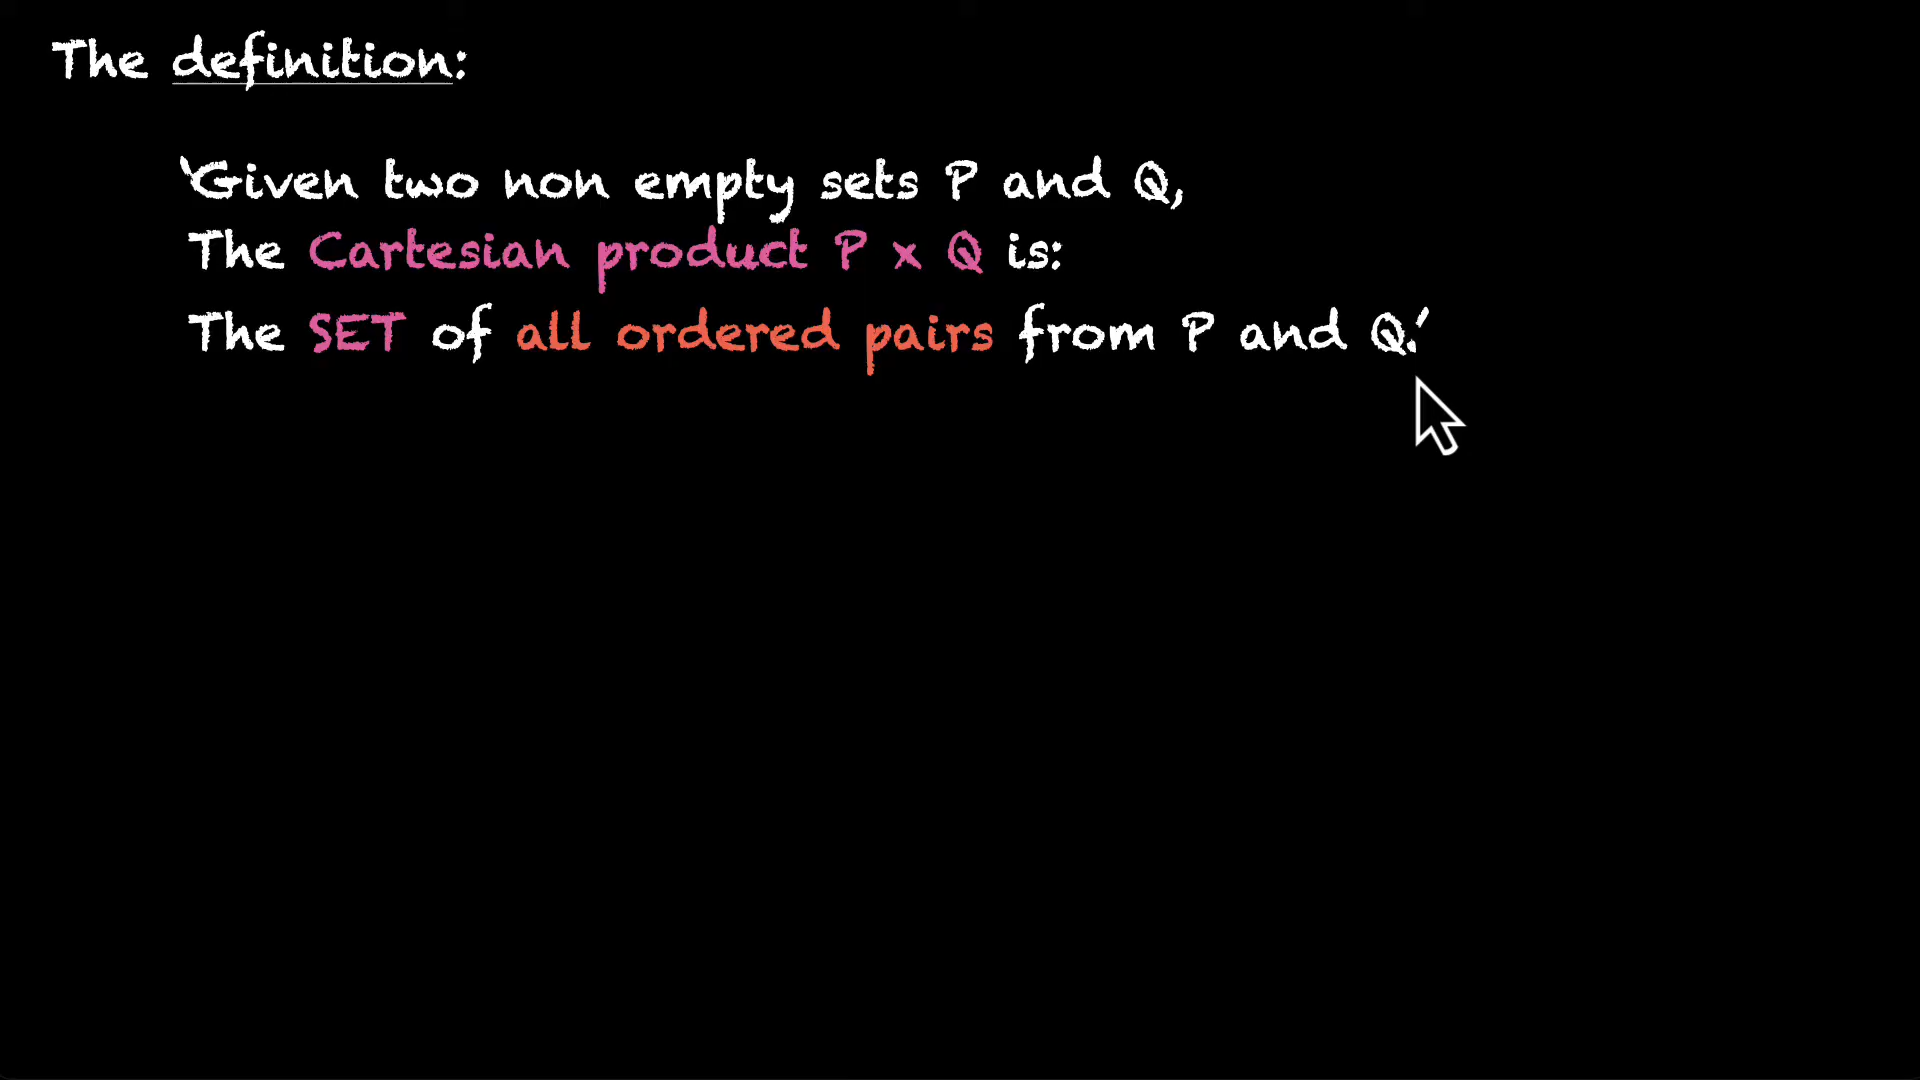 The definition:
‘Given two non empty sets P and Q,
The Cartesian product P x Q is:
The SET of all ordered pairs from P and Q.’